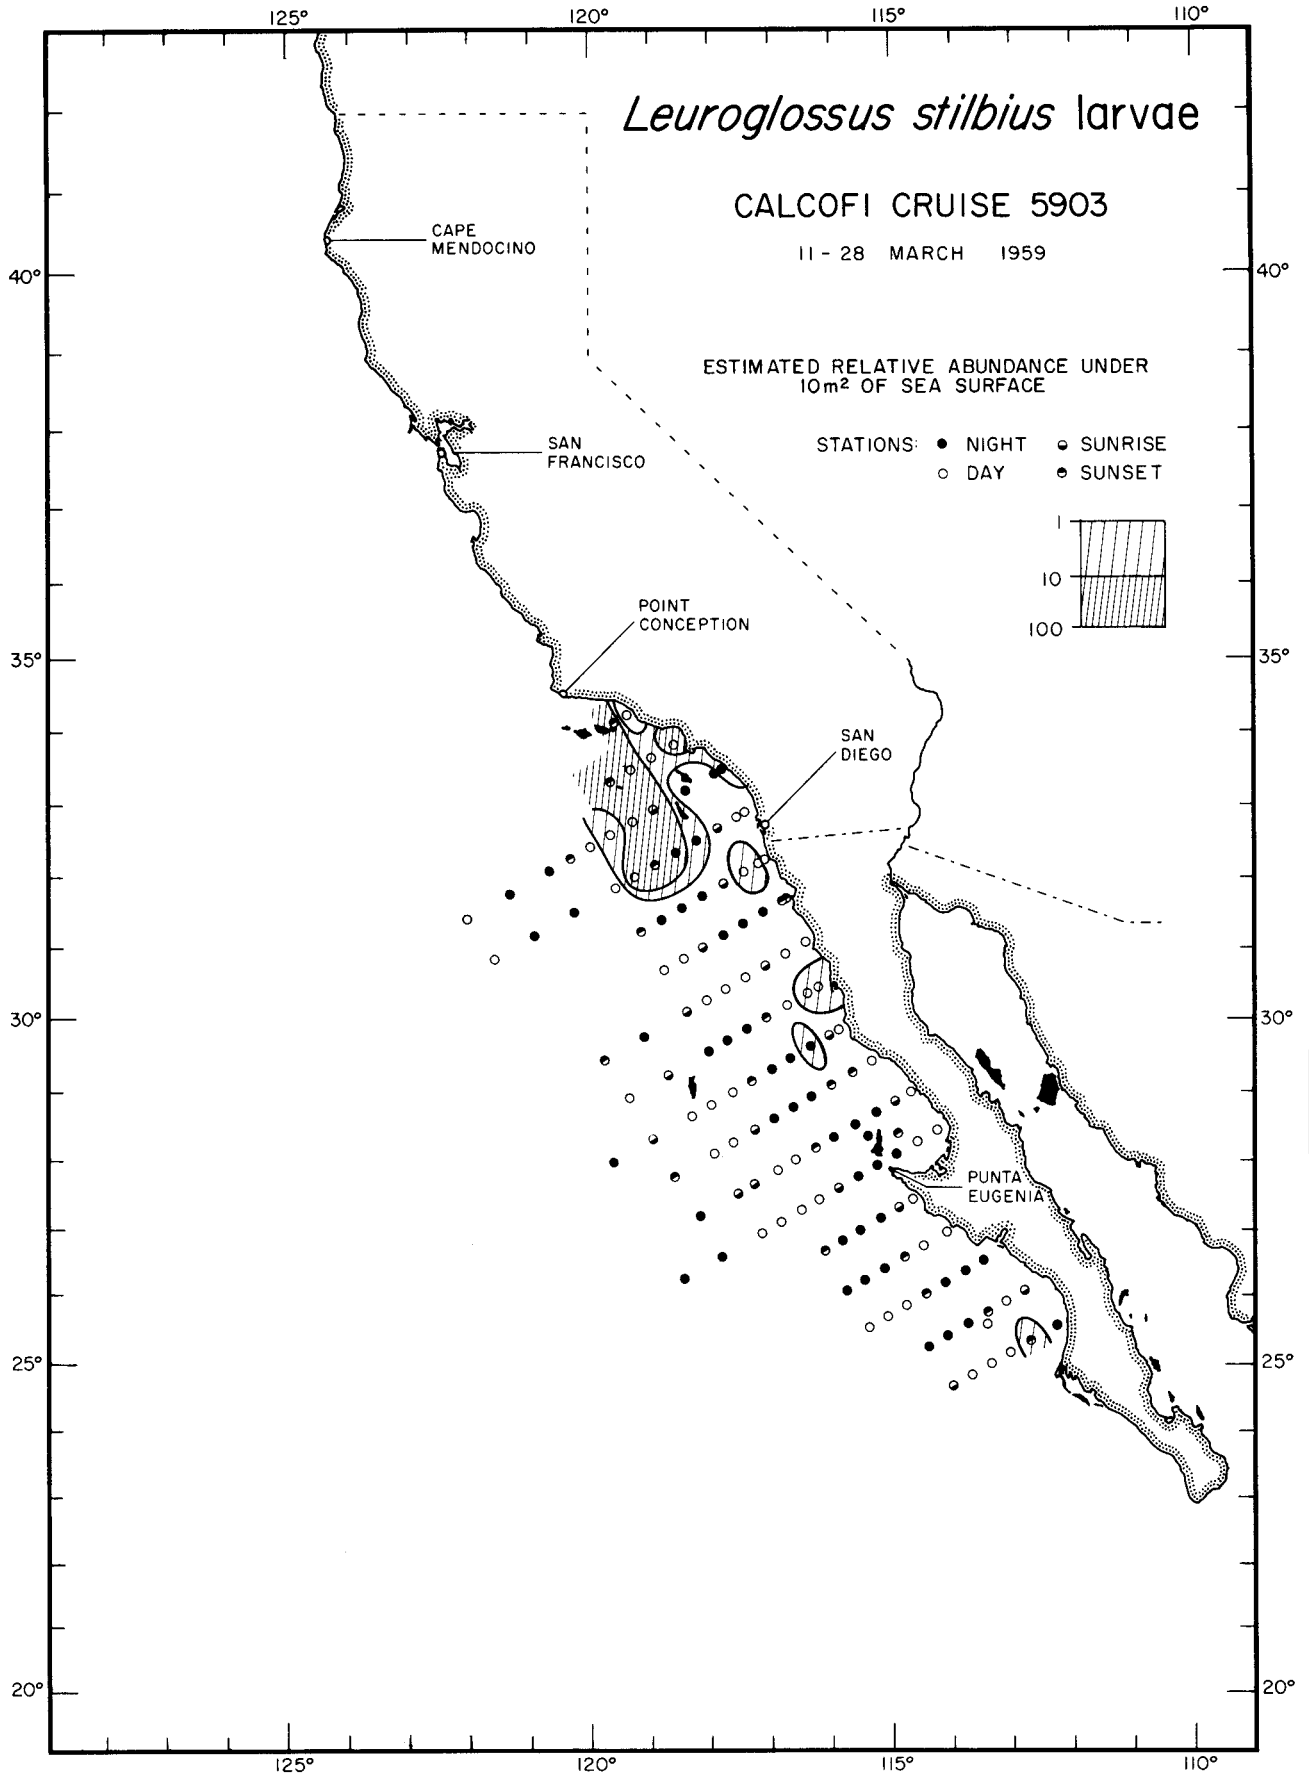 125° 120° 115° 110°
Leuroglossus stilbius larvae
CALCOFI CRUISE 5903
11-28 MARCH 1959
CAPE
MENDOCINO
40° 40°
ESTIMATED RELATIVE ABUNDANCE UNDER
10m² OF SEA SURFACE
STATIONS: ● NIGHT ◒ SUNRISE
○ DAY ◓ SUNSET
SAN
FRANCISCO
1
10
100
POINT
CONCEPTION
35° 35°
SAN
DIEGO
30° 30°
PUNTA
EUGENIA
25° 25°
20° 20°
125° 120° 115° 110°